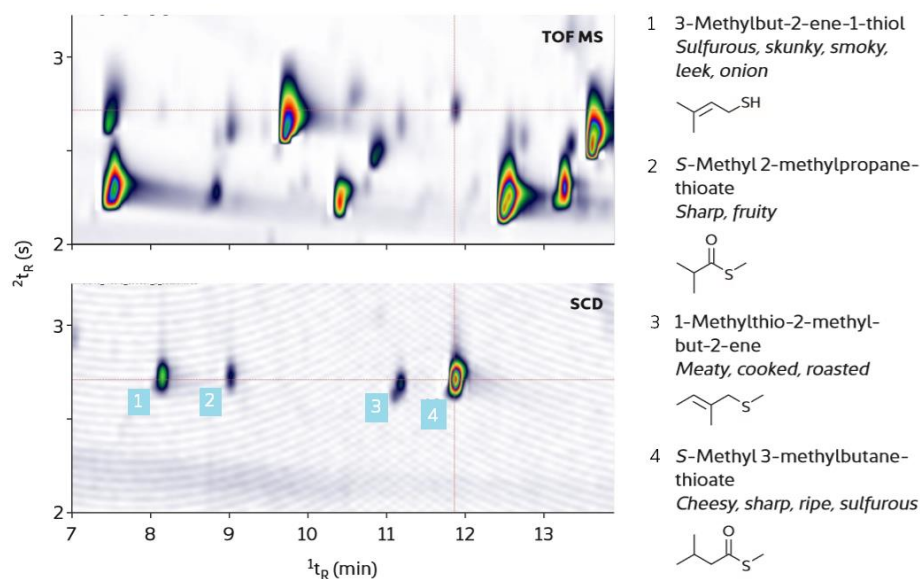 TOF MS
3
2
²tR (s)
SCD
3
2
1
2
3
4
7 8 9 10 11 12 13
¹tR (min)
1 3-Methylbut-2-ene-1-thiol
Sulfurous, skunky, smoky,
leek, onion
SH
2 S-Methyl 2-methylpropane-
thioate
Sharp, fruity
O
S
3 1-Methylthio-2-methyl-
but-2-ene
Meaty, cooked, roasted
S
4 S-Methyl 3-methylbutane-
thioate
Cheesy, sharp, ripe, sulfurous
O
S